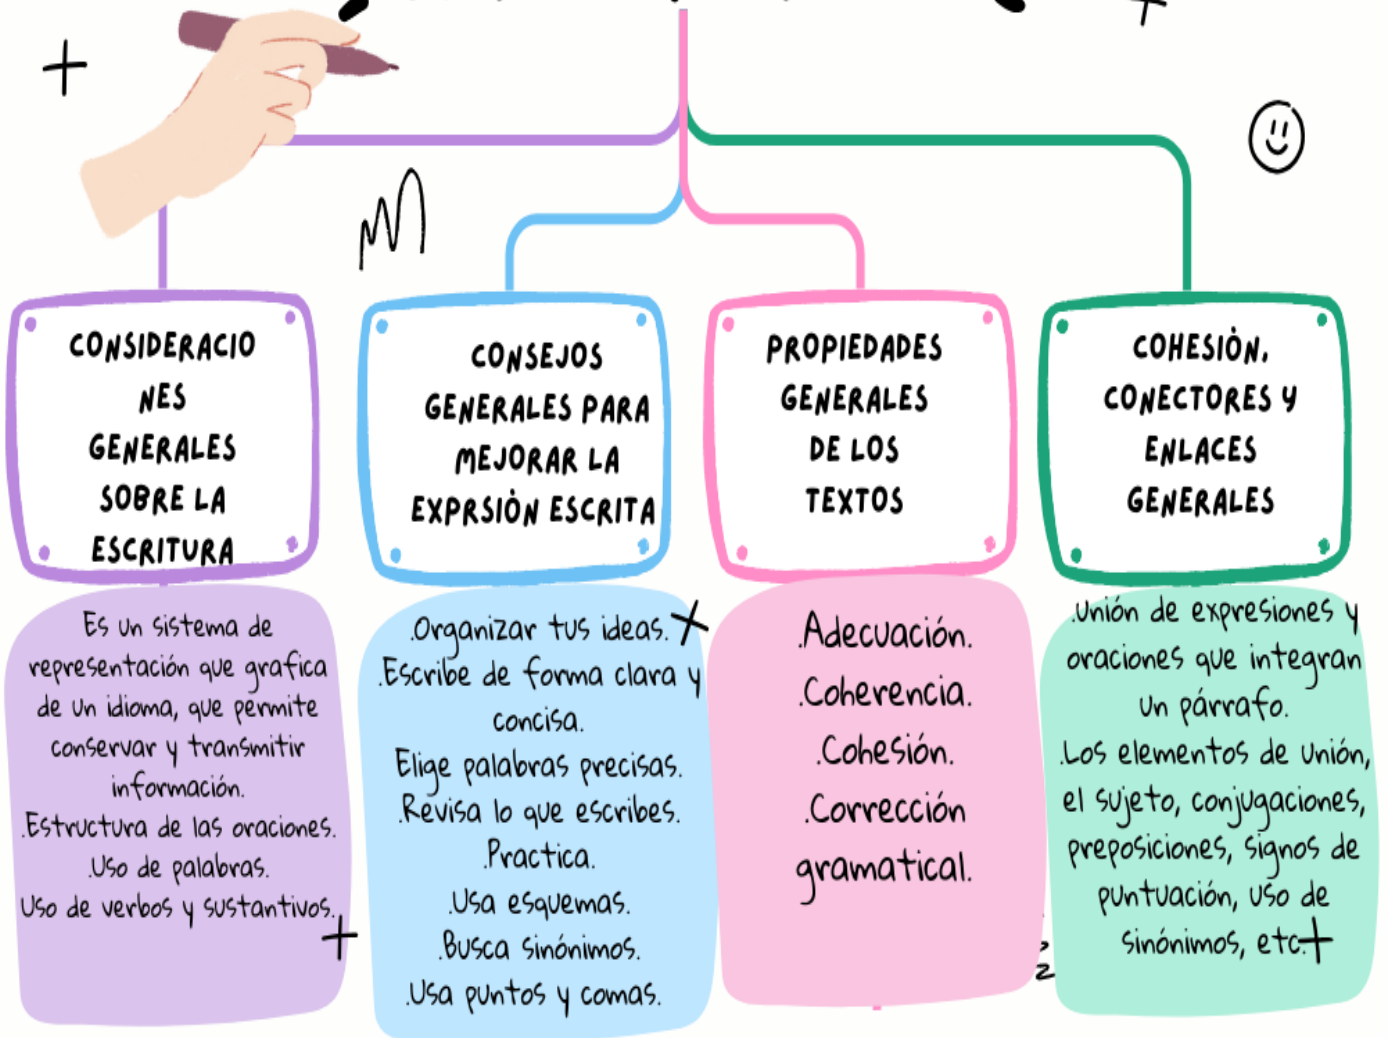 CONSIDERACIO
NES
GENERALES
SOBRE LA
ESCRITURA
Es un sistema de
representación que grafica
de un idioma, que permite
conservar y transmitir
información.
.Estructura de las oraciones.
.Uso de palabras.
Uso de verbos y sustantivos.
CONSEJOS
GENERALES PARA
MEJORAR LA
EXPRSIÓN ESCRITA
.Organizar tus ideas.
.Escribe de forma clara y
concisa.
Elige palabras precisas.
.Revisa lo que escribes.
.Practica.
.Usa esquemas.
.Busca sinónimos.
.Usa puntos y comas.
PROPIEDADES
GENERALES
DE LOS
TEXTOS
.Adecuación.
.Coherencia.
.Cohesión.
.Corrección
gramatical.
COHESIÓN,
CONECTORES Y
ENLACES
GENERALES
.Unión de expresiones y
oraciones que integran
un párrafo.
.Los elementos de unión,
el sujeto, conjugaciones,
preposiciones, signos de
puntuación, uso de
sinónimos, etc.